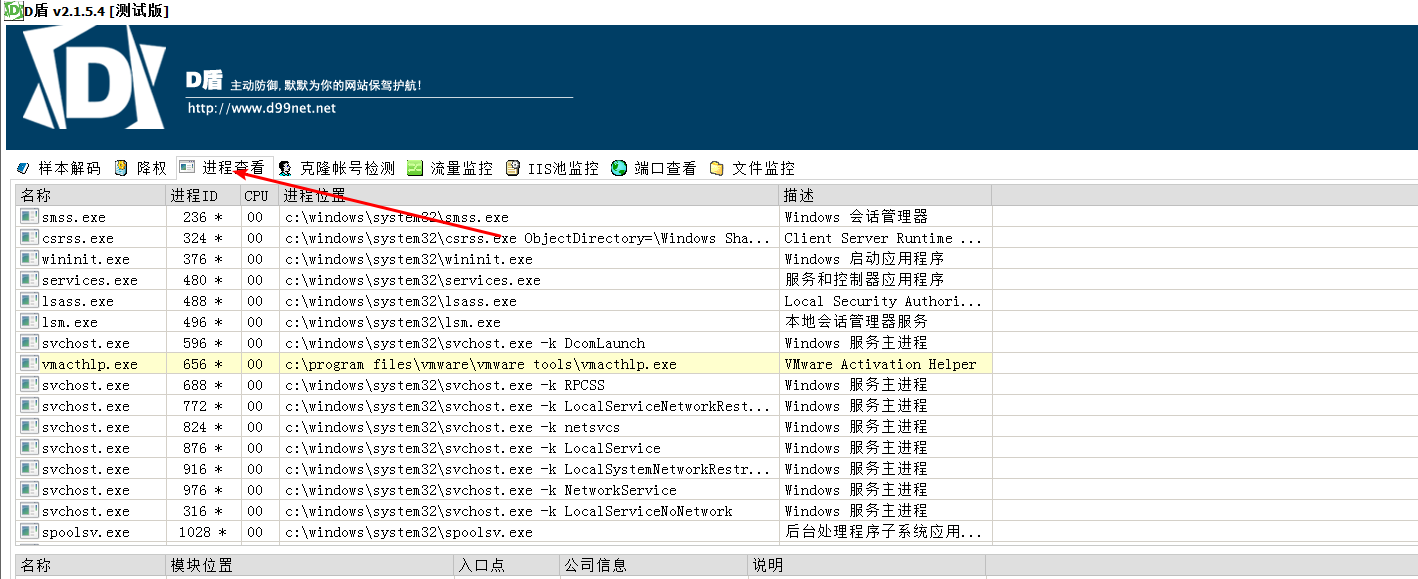 D盾 v2.1.5.4 [测试版]
D盾 主动防御,默默为你的网站保驾护航!
http://www.d99net.net
样本解码 降权 进程查看 克隆帐号检测 流量监控 IIS池监控 端口查看 文件监控
名称 进程ID CPU 进程位置 描述
smss.exe 236 * 00 c:\windows\system32\smss.exe Windows 会话管理器
csrss.exe 324 * 00 c:\windows\system32\csrss.exe ObjectDirectory=\Windows Sha... Client Server Runtime ...
wininit.exe 376 * 00 c:\windows\system32\wininit.exe Windows 启动应用程序
services.exe 480 * 00 c:\windows\system32\services.exe 服务和控制器应用程序
lsass.exe 488 * 00 c:\windows\system32\lsass.exe Local Security Authori...
lsm.exe 496 * 00 c:\windows\system32\lsm.exe 本地会话管理器服务
svchost.exe 596 * 00 c:\windows\system32\svchost.exe -k DcomLaunch Windows 服务主进程
vmacthlp.exe 656 * 00 c:\program files\vmware\vmware tools\vmacthlp.exe VMware Activation Helper
svchost.exe 688 * 00 c:\windows\system32\svchost.exe -k RPCSS Windows 服务主进程
svchost.exe 772 * 00 c:\windows\system32\svchost.exe -k LocalServiceNetworkRest... Windows 服务主进程
svchost.exe 824 * 00 c:\windows\system32\svchost.exe -k netsvcs Windows 服务主进程
svchost.exe 876 * 00 c:\windows\system32\svchost.exe -k LocalService Windows 服务主进程
svchost.exe 916 * 00 c:\windows\system32\svchost.exe -k LocalSystemNetworkRestr... Windows 服务主进程
svchost.exe 976 * 00 c:\windows\system32\svchost.exe -k NetworkService Windows 服务主进程
svchost.exe 316 * 00 c:\windows\system32\svchost.exe -k LocalServiceNoNetwork Windows 服务主进程
spoolsv.exe 1028 * 00 c:\windows\system32\spoolsv.exe 后台处理程序子系统应用...
名称 模块位置 入口点 公司信息 说明